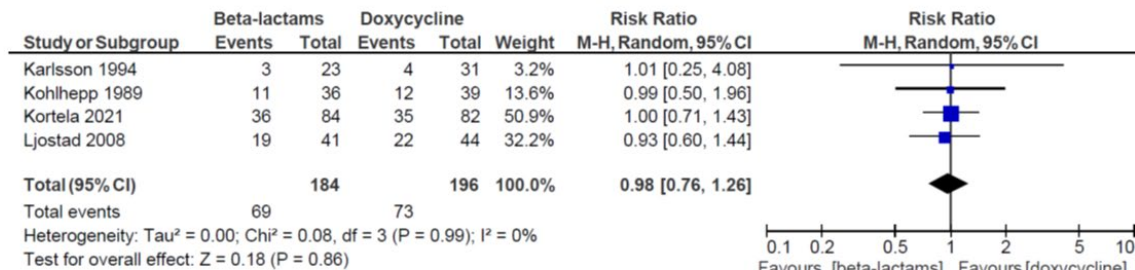 Beta-lactams Doxycycline Risk Ratio Risk Ratio
Study or Subgroup Events Total Events Total Weight M-H, Random, 95% CI M-H, Random, 95% CI
Karlsson 1994 3 23 4 31 3.2% 1.01 [0.25, 4.08]
Kohlhepp 1989 11 36 12 39 13.6% 0.99 [0.50, 1.96]
Kortela 2021 36 84 35 82 50.9% 1.00 [0.71, 1.43]
Ljostad 2008 19 41 22 44 32.2% 0.93 [0.60, 1.44]
Total (95% CI) 184 196 100.0% 0.98 [0.76, 1.26]
Total events 69 73
Heterogeneity: Tau² = 0.00; Chi² = 0.08, df = 3 (P = 0.99); I² = 0%
Test for overall effect: Z = 0.18 (P = 0.86)
0.1 0.2 0.5 1 2 5 10
Favours [beta-lactams] Favours [doxycycline]